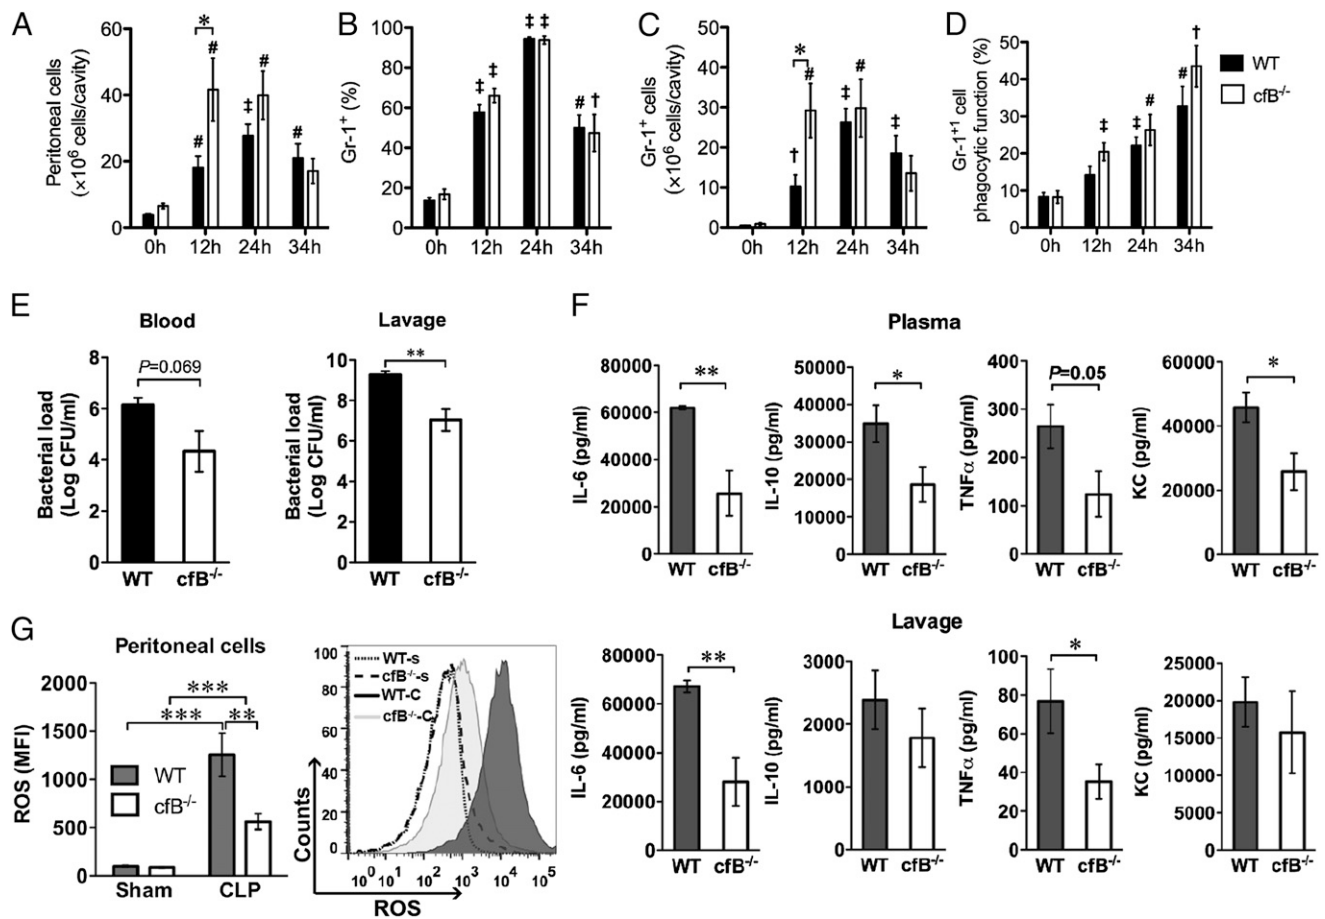 A
Peritoneal cells
(×10⁶ cells/cavity)
60
40
20
0
*
#
#
‡
#
#
0h 12h 24h 34h
B
Gr-1⁺ (%)
100
80
60
40
20
0
‡
‡
‡ ‡
#
†
0h 12h 24h 34h
C
Gr-1⁺ cells
(×10⁶ cells/cavity)
50
40
30
20
10
0
*
†
#
‡
#
‡
0h 12h 24h 34h
D
Gr-1⁺¹ cell
phagocytic function (%)
50
40
30
20
10
0
‡
‡
#
#
†
0h 12h 24h 34h
WT
cfB⁻/⁻
E
Blood
Bacterial load
(Log CFU/ml)
8
6
4
2
0
P=0.069
WT cfB⁻/⁻
Lavage
Bacterial load
(Log CFU/ml)
10
8
6
4
2
0
**
WT cfB⁻/⁻
F
Plasma
IL-6 (pg/ml)
80000
60000
40000
20000
0
**
WT cfB⁻/⁻
IL-10 (pg/ml)
50000
40000
30000
20000
10000
0
*
WT cfB⁻/⁻
TNFα (pg/ml)
400
300
200
100
0
P=0.05
WT cfB⁻/⁻
KC (pg/ml)
60000
40000
20000
0
*
WT cfB⁻/⁻
Lavage
IL-6 (pg/ml)
80000
60000
40000
20000
0
**
WT cfB⁻/⁻
IL-10 (pg/ml)
3000
2000
1000
0
WT cfB⁻/⁻
TNFα (pg/ml)
100
80
60
40
20
0
*
WT cfB⁻/⁻
KC (pg/ml)
25000
20000
15000
10000
5000
0
WT cfB⁻/⁻
G
Peritoneal cells
ROS (MFI)
2000
1500
1000
500
0
***
*** **
WT
cfB⁻/⁻
Sham CLP
Counts
100
80
60
40
20
0
WT-s
cfB⁻/⁻-s
WT-C
cfB⁻/⁻-C
10⁰ 10¹ 10² 10³ 10⁴ 10⁵
ROS